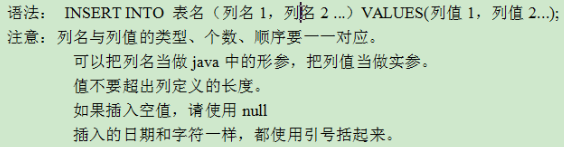 语法： INSERT INTO 表名（列名 1，列名 2 ...）VALUES(列值 1，列值 2...);
注意： 列名与列值的类型、个数、顺序要一一对应。
可以把列名当做 java 中的形参，把列值当做实参。
值不要超出列定义的长度。
如果插入空值，请使用 null
插入的日期和字符一样，都使用引号括起来。